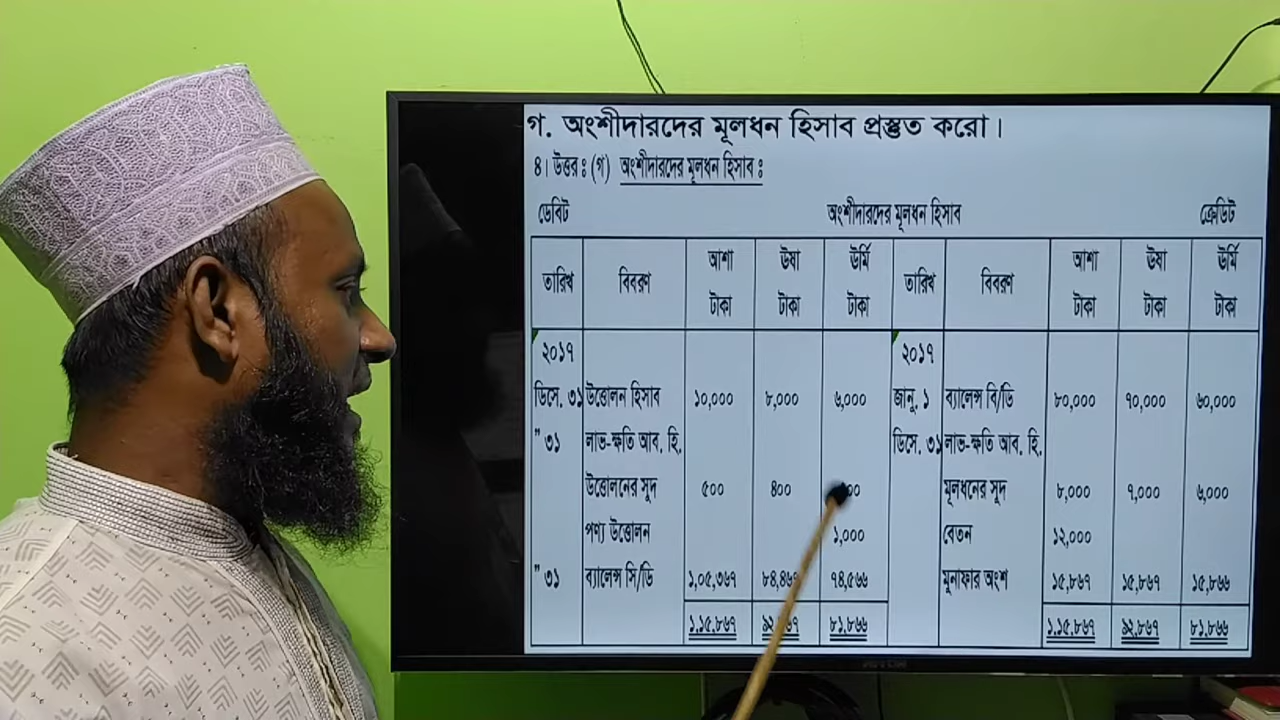 গ. অংশীদারদের মূলধন হিসাব প্রস্তুত করো।
৪। উত্তর ঃ (গ) অংশীদারদের মূলধন হিসাব ঃ
ডেবিট অংশীদারদের মূলধন হিসাব ক্রেডিট
তারিখ বিবরণ আশা টাকা ঊষা টাকা ঊর্মি টাকা তারিখ বিবরণ আশা টাকা ঊষা টাকা ঊর্মি টাকা
২০১৭ ২০১৭
ডিসে. ৩১ উত্তোলন হিসাব ১০,০০০ ৮,০০০ ৬,০০০ জানু. ১ ব্যালেন্স বি/ডি ৮০,০০০ ৭০,০০০ ৬০,০০০
" ৩১ লাভ-ক্ষতি আব. হি. ডিসে. ৩১ লাভ-ক্ষতি আব. হি.
উত্তোলনের সুদ ৫০০ ৪০০ মূলধনের সুদ ৮,০০০ ৭,০০০ ৬,০০০
পণ্য উত্তোলন ১,০০০ বেতন ১২,০০০
" ৩১ ব্যালেন্স সি/ডি ১,০৫,৩৬৭ ৭৪,৫৬৬ মুনাফার অংশ ১৫,৮৬৭ ১৫,৮৬৭ ১৫,৮৬৬
১,১৫,৮৬৭ ৮১,৮৬৬ ১,১৫,৮৬৭ ৯২,৮৬৭ ৮১,৮৬৬